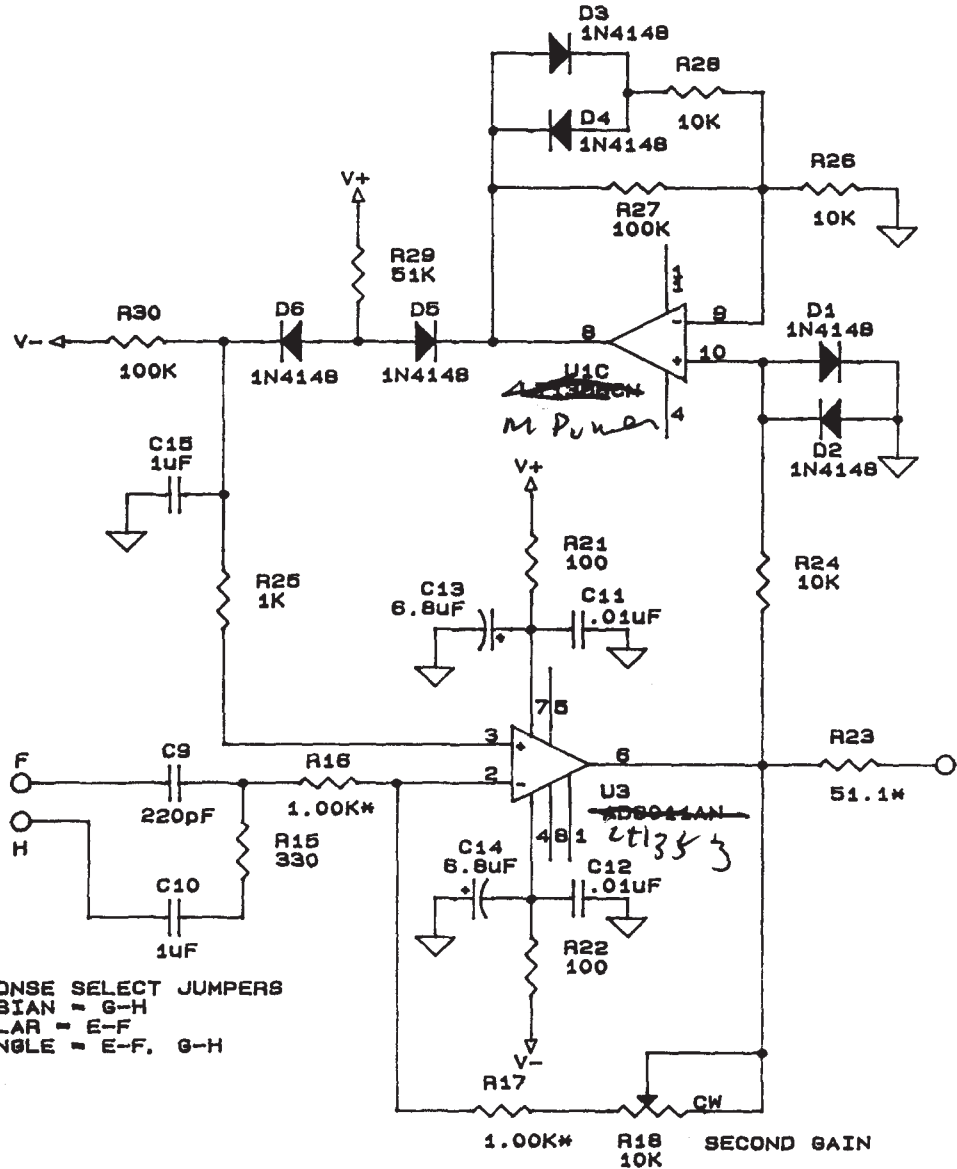 D3
1N4148
R28
10K
D4
1N4148
R26
10K
V+
R27
100K
R29
51K
1
1
D6
D5
R30
V-
100K
1N4148
1N4148
8
9
10
D1
1N4148
U1C
4
D2
1N4148
C15
1uF
V+
R21
100
R24
10K
R25
1K
C13
6.8uF
C11
.01uF
7 5
3
6
R23
51.1*
F
C9
220pF
R16
1.00K*
2
U3
AD9911AN
H
R15
330
4 8 1
C10
1uF
C14
6.8uF
C12
.01uF
R22
100
ONSE SELECT JUMPERS
SIAN = G-H
LAR = E-F
NGLE = E-F, G-H
V-
R17
1.00K*
CW
R18
10K
SECOND GAIN